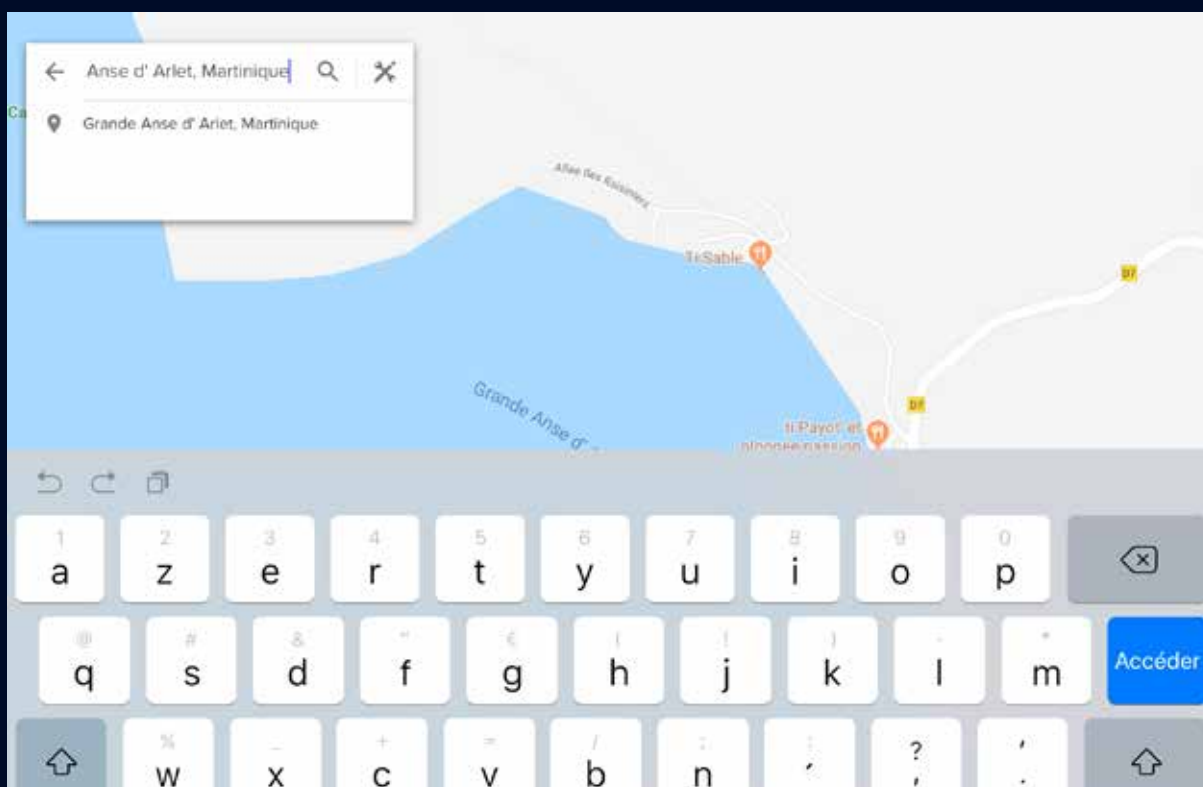 Anse d' Arlet, Martinique
Ca
Grande Anse d' Arlet, Martinique
Allée des Raisiniers
Ti Sable
D7
Grande Anse d'
D7
ti Payot et
plongée passion
1 2 3 4 5 6 7 8 9 0
a z e r t y u i o p
@ # & " € ( ! ) - *
q s d f g h j k l m
Accéder
% _ + = / ; : ? '
w x c v b n ' , .